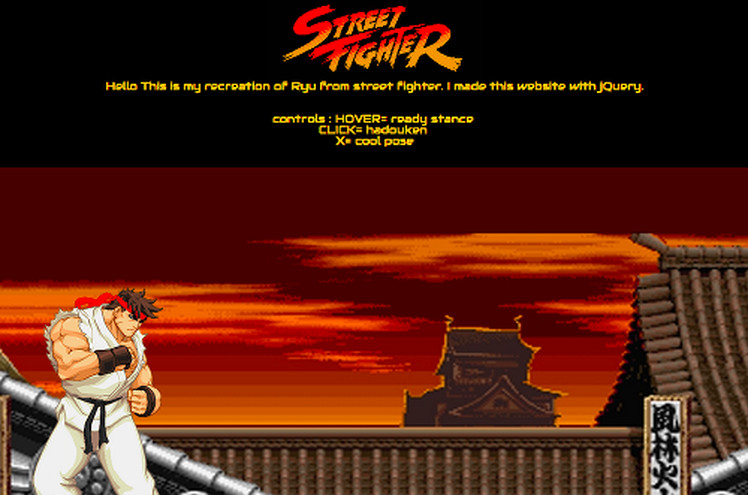 STREET
FIGHTER
Hello This is my recreation of Ryu from street fighter. I made this website with jQuery.
controls : HOVER= ready stance
CLICK= hadouken
X= cool pose
風林火